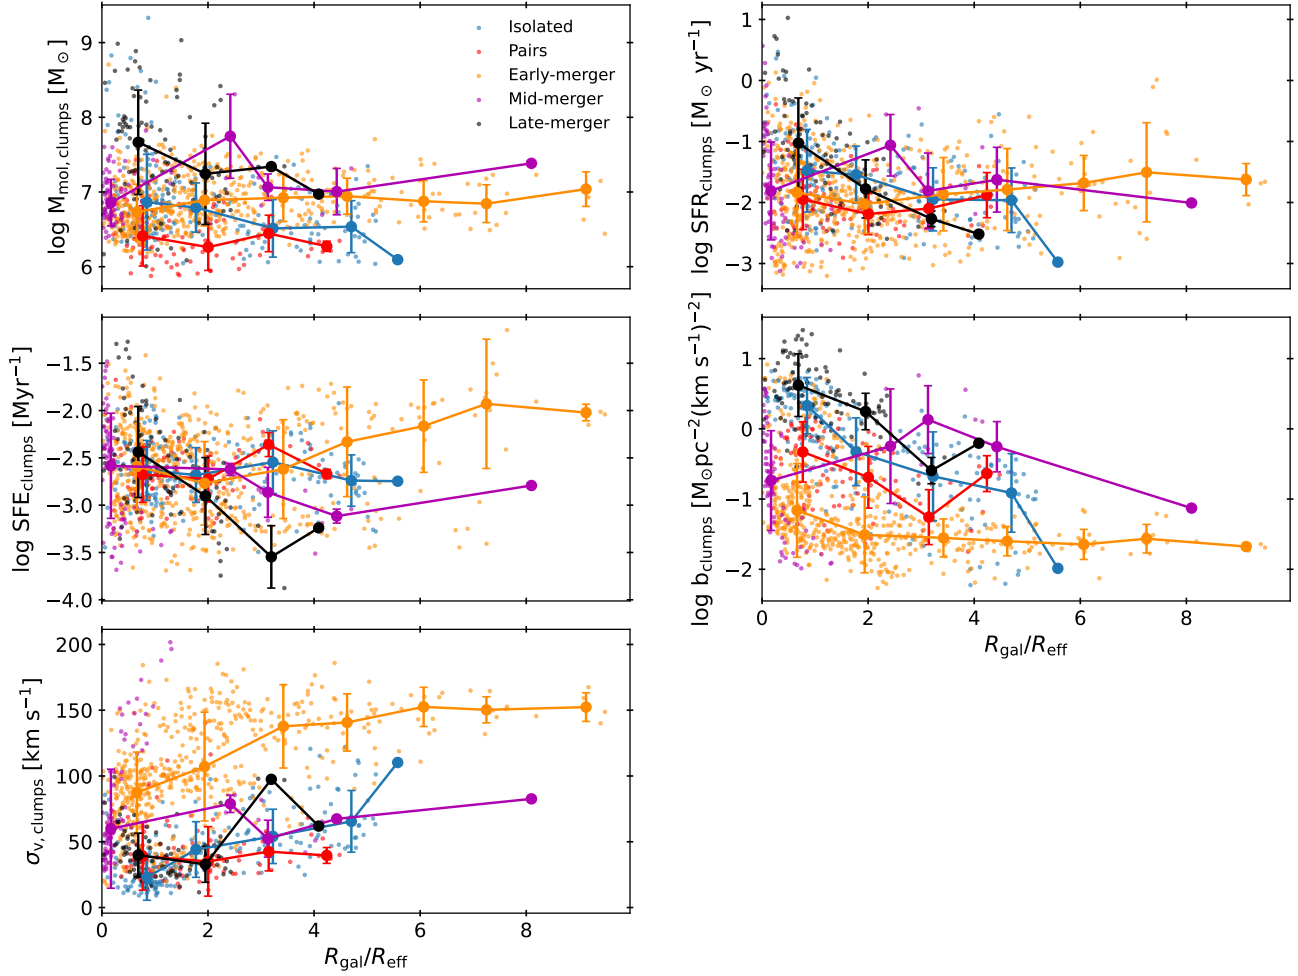 log M_mol,clumps [M_⊙]
9
8
7
6
Isolated
Pairs
Early-merger
Mid-merger
Late-merger
log SFR_clumps [M_⊙ yr⁻¹]
1
0
−1
−2
−3
log SFE_clumps [Myr⁻¹]
−1.5
−2.0
−2.5
−3.0
−3.5
−4.0
log b_clumps [M_⊙pc⁻²(km s⁻¹)⁻²]
1
0
−1
−2
0 2 4 6 8
R_gal/R_eff
σ_v,clumps [km s⁻¹]
200
150
100
50
0
0 2 4 6 8
R_gal/R_eff